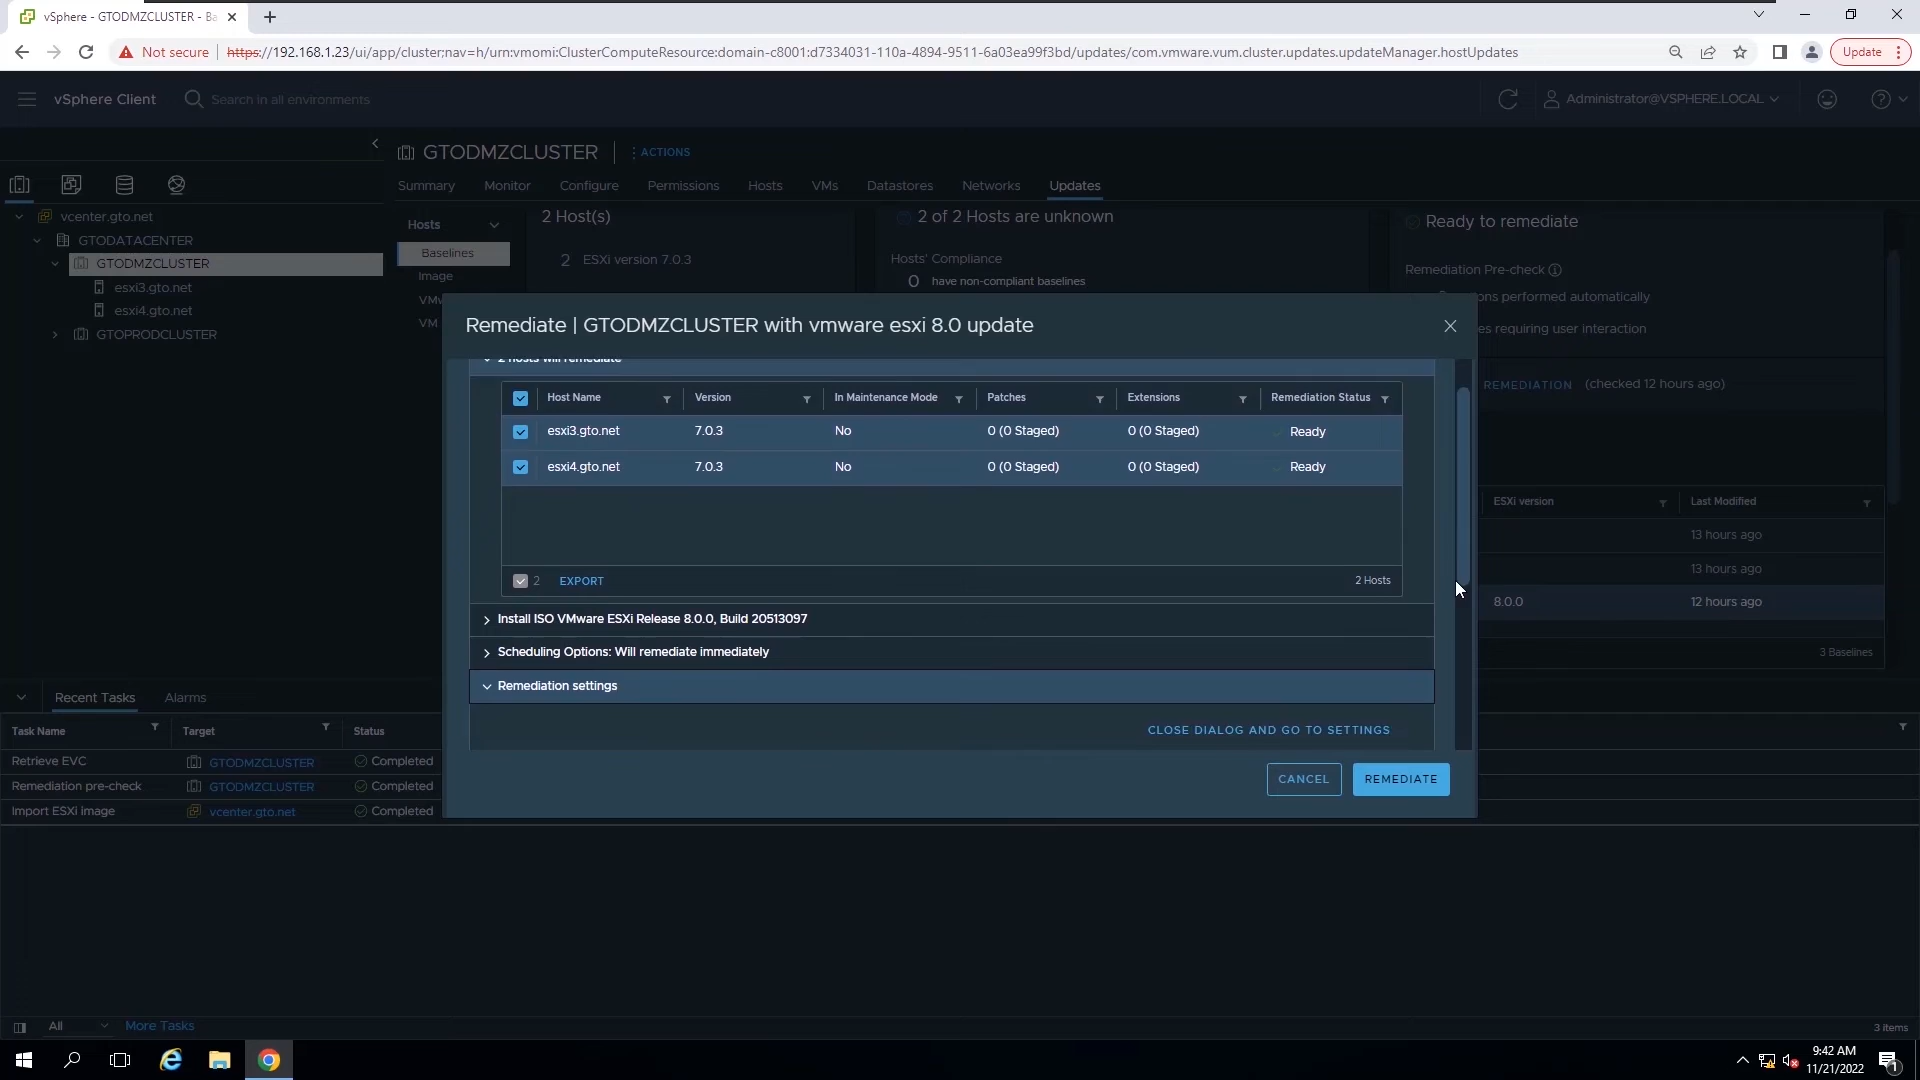 vSphere - GTODMZCLUSTER - Ba
Not secure
https://192.168.1.23/ui/app/cluster;nav=h/urn:vmomi:ClusterComputeResource:domain-c8001:d7334031-110a-4894-9511-6a03ea99f3bd/updates/com.vmware.vum.cluster.updates.updateManager.hostUpdates
Update
vSphere Client
Search in all environments
Administrator@VSPHERE.LOCAL
GTODMZCLUSTER
ACTIONS
Summary Monitor Configure Permissions Hosts VMs Datastores Networks Updates
vcenter.gto.net
GTODATACENTER
GTODMZCLUSTER
esxi3.gto.net
esxi4.gto.net
GTOPRODCLUSTER
Hosts
Baselines
Image
VMw
VM
2 Host(s)
2 ESXi version 7.0.3
2 of 2 Hosts are unknown
Hosts' Compliance
0 have non-compliant baselines
Ready to remediate
Remediation Pre-check
ons performed automatically
es requiring user interaction
REMEDIATION (checked 12 hours ago)
Remediate | GTODMZCLUSTER with vmware esxi 8.0 update
2 hosts will remediate
Host Name Version In Maintenance Mode Patches Extensions Remediation Status
esxi3.gto.net 7.0.3 No 0 (0 Staged) 0 (0 Staged) Ready
esxi4.gto.net 7.0.3 No 0 (0 Staged) 0 (0 Staged) Ready
2 EXPORT 2 Hosts
Install ISO VMware ESXi Release 8.0.0, Build 20513097
Scheduling Options: Will remediate immediately
Remediation settings
CLOSE DIALOG AND GO TO SETTINGS
CANCEL REMEDIATE
ESXi version Last Modified
13 hours ago
13 hours ago
8.0.0 12 hours ago
3 Baselines
Recent Tasks Alarms
Task Name Target Status
Retrieve EVC GTODMZCLUSTER Completed
Remediation pre-check GTODMZCLUSTER Completed
Import ESXi image vcenter.gto.net Completed
All More Tasks
3 items
9:42 AM
11/21/2022
1